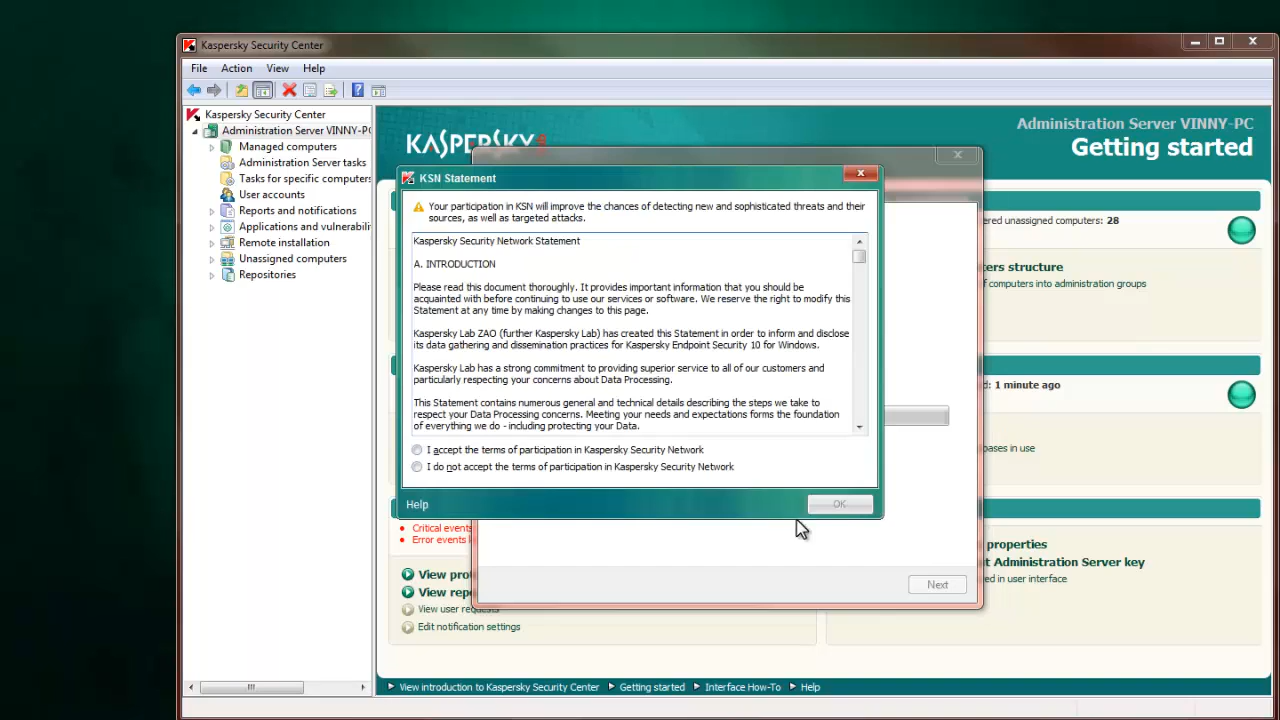 Kaspersky Security Center
File Action View Help
Kaspersky Security Center
Administration Server VINNY-PC
Managed computers
Administration Server tasks
Tasks for specific computers
User accounts
Reports and notifications
Applications and vulnerabili
Remote installation
Unassigned computers
Repositories
KASPERSKY
Administration Server VINNY-PC
Getting started
KSN Statement
Your participation in KSN will improve the chances of detecting new and sophisticated threats and their
sources, as well as targeted attacks.
Kaspersky Security Network Statement
A. INTRODUCTION
Please read this document thoroughly. It provides important information that you should be
acquainted with before continuing to use our services or software. We reserve the right to modify this
Statement at any time by making changes to this page.
Kaspersky Lab ZAO (further Kaspersky Lab) has created this Statement in order to inform and disclose
its data gathering and dissemination practices for Kaspersky Endpoint Security 10 for Windows.
Kaspersky Lab has a strong commitment to providing superior service to all of our customers and
particularly respecting your concerns about Data Processing.
This Statement contains numerous general and technical details describing the steps we take to
respect your Data Processing concerns. Meeting your needs and expectations forms the foundation
of everything we do - including protecting your Data.
I accept the terms of participation in Kaspersky Security Network
I do not accept the terms of participation in Kaspersky Security Network
Help
OK
Next
ered unassigned computers: 28
ers structure
of computers into administration groups
d: 1 minute ago
bases in use
properties
t Administration Server key
ed in user interface
Critical events
Error events
View pro
View rep
View user requests
Edit notification settings
View introduction to Kaspersky Security Center Getting started Interface How-To Help